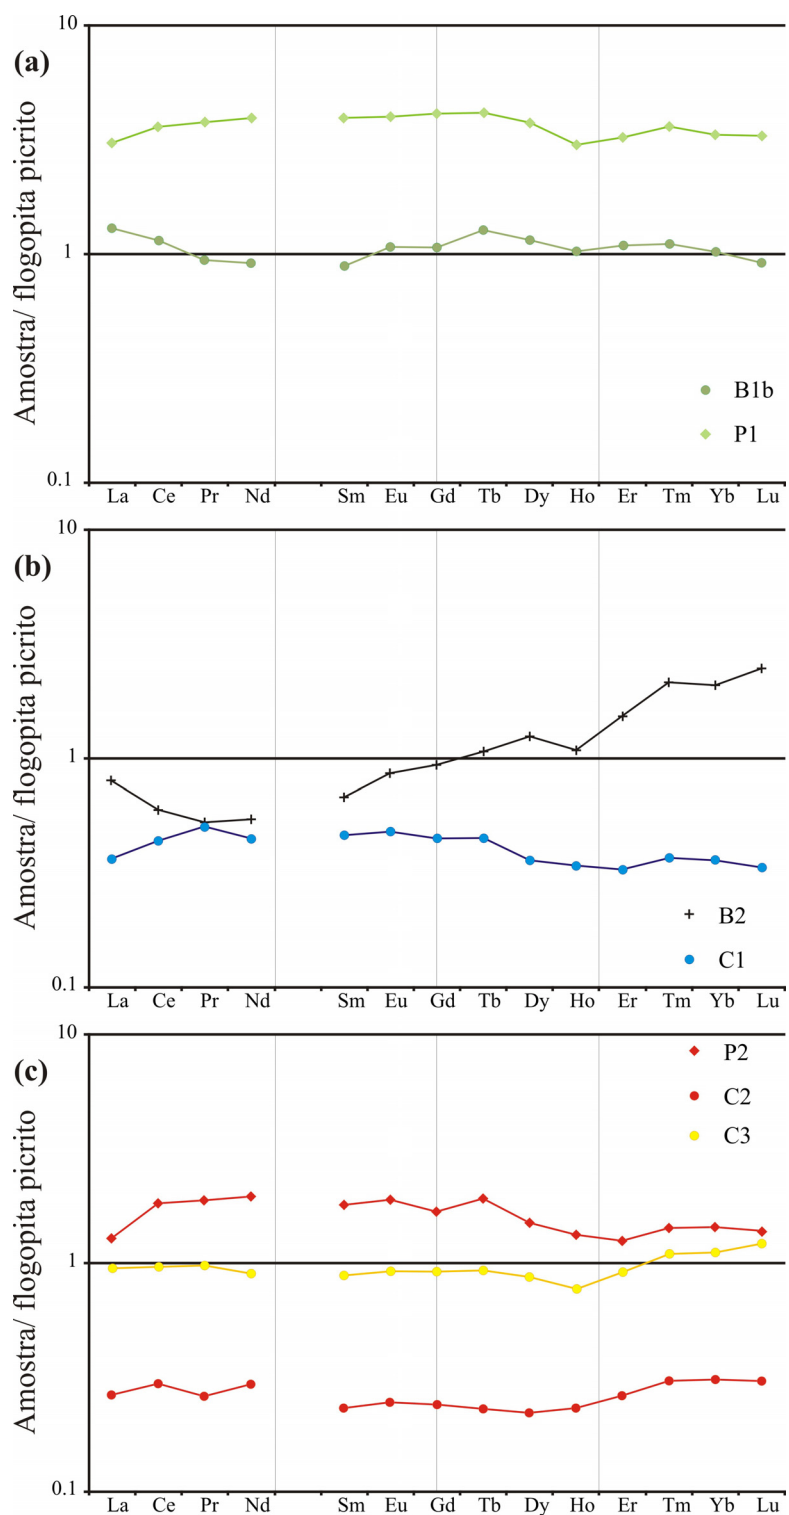 10
(a)
Amostra/ flogopita picrito
1
B1b
P1
0.1
La Ce Pr Nd Sm Eu Gd Tb Dy Ho Er Tm Yb Lu
10
(b)
Amostra/ flogopita picrito
1
B2
C1
0.1
La Ce Pr Nd Sm Eu Gd Tb Dy Ho Er Tm Yb Lu
10
(c)
Amostra/ flogopita picrito
P2
C2
C3
1
0.1
La Ce Pr Nd Sm Eu Gd Tb Dy Ho Er Tm Yb Lu